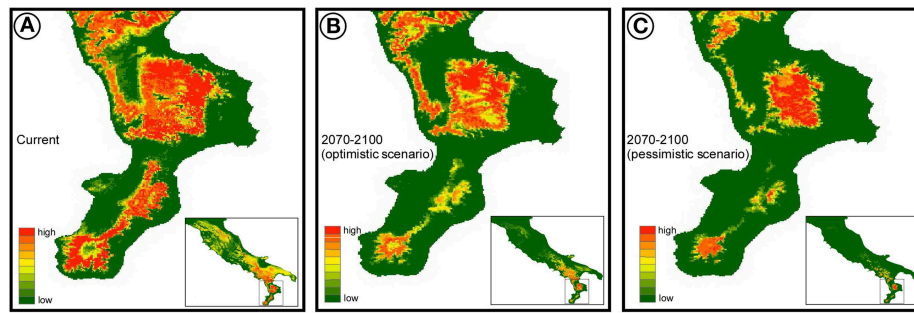 A
Current
high
low
B
2070-2100
(optimistic scenario)
high
low
C
2070-2100
(pessimistic scenario)
high
low